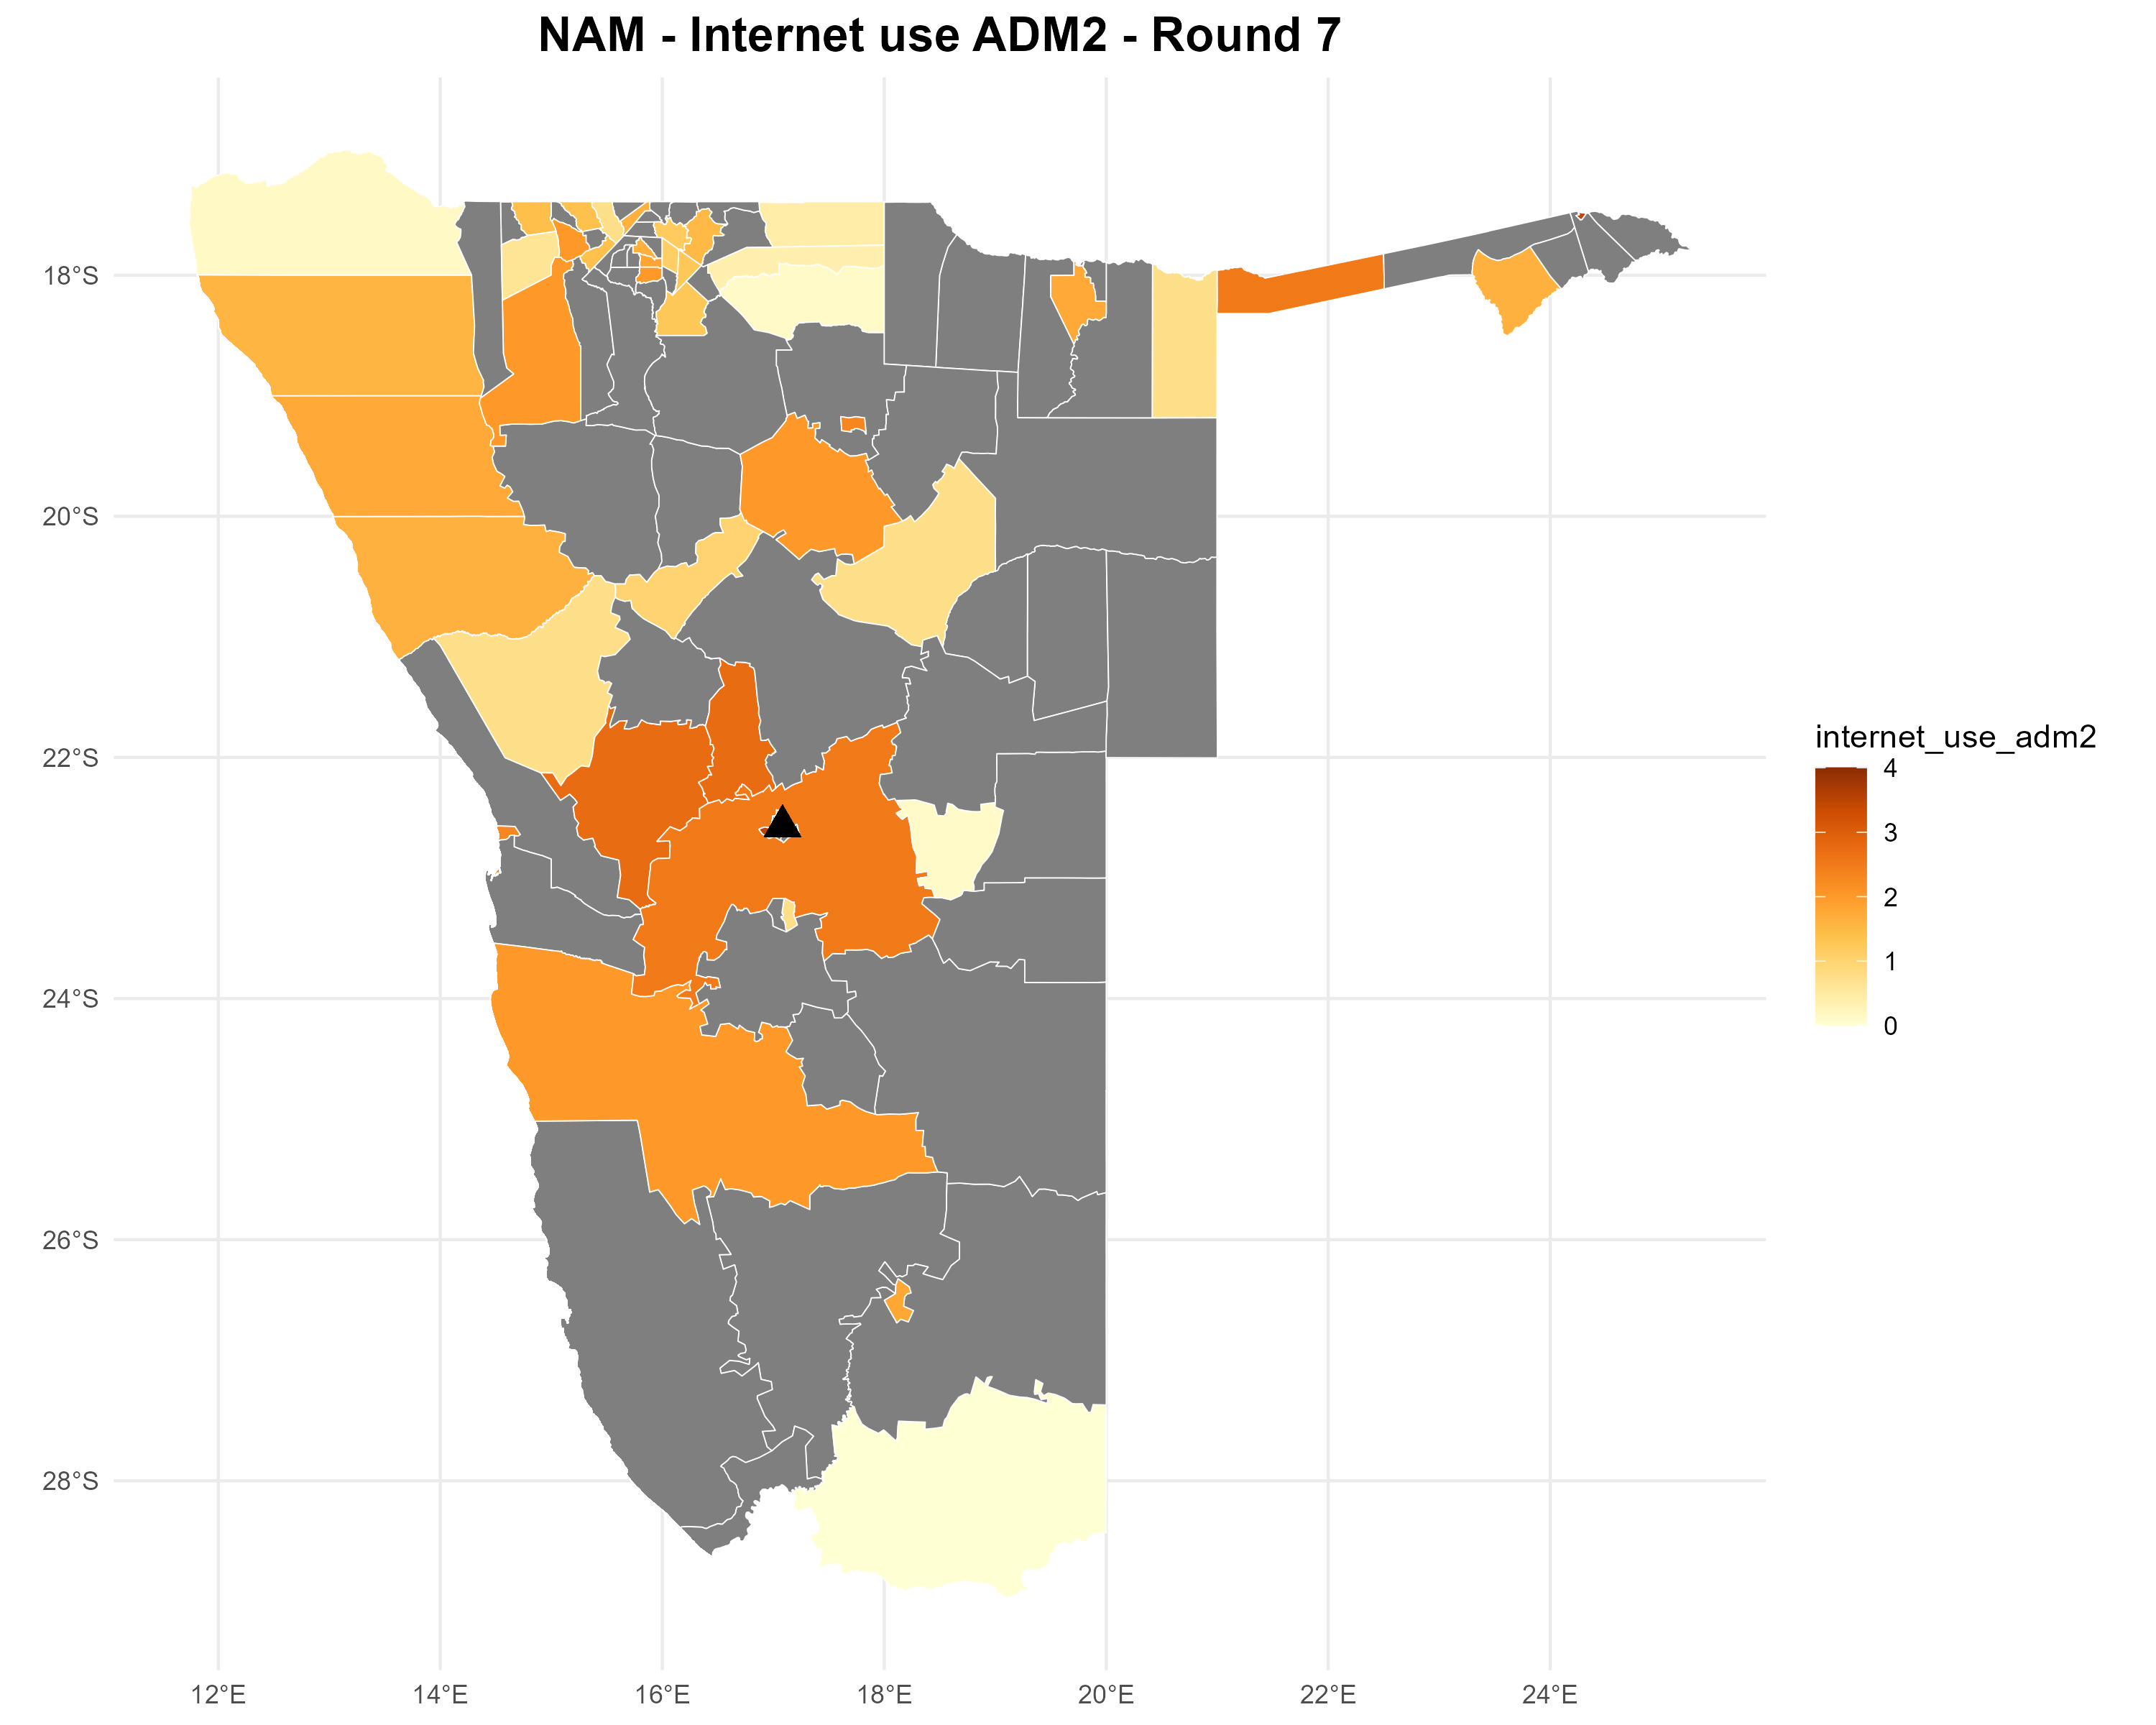 NAM - Internet use ADM2 - Round 7
18°S
20°S
22°S
24°S
26°S
28°S
12°E
14°E
16°E
18°E
20°E
22°E
24°E
internet_use_adm2
4
3
2
1
0